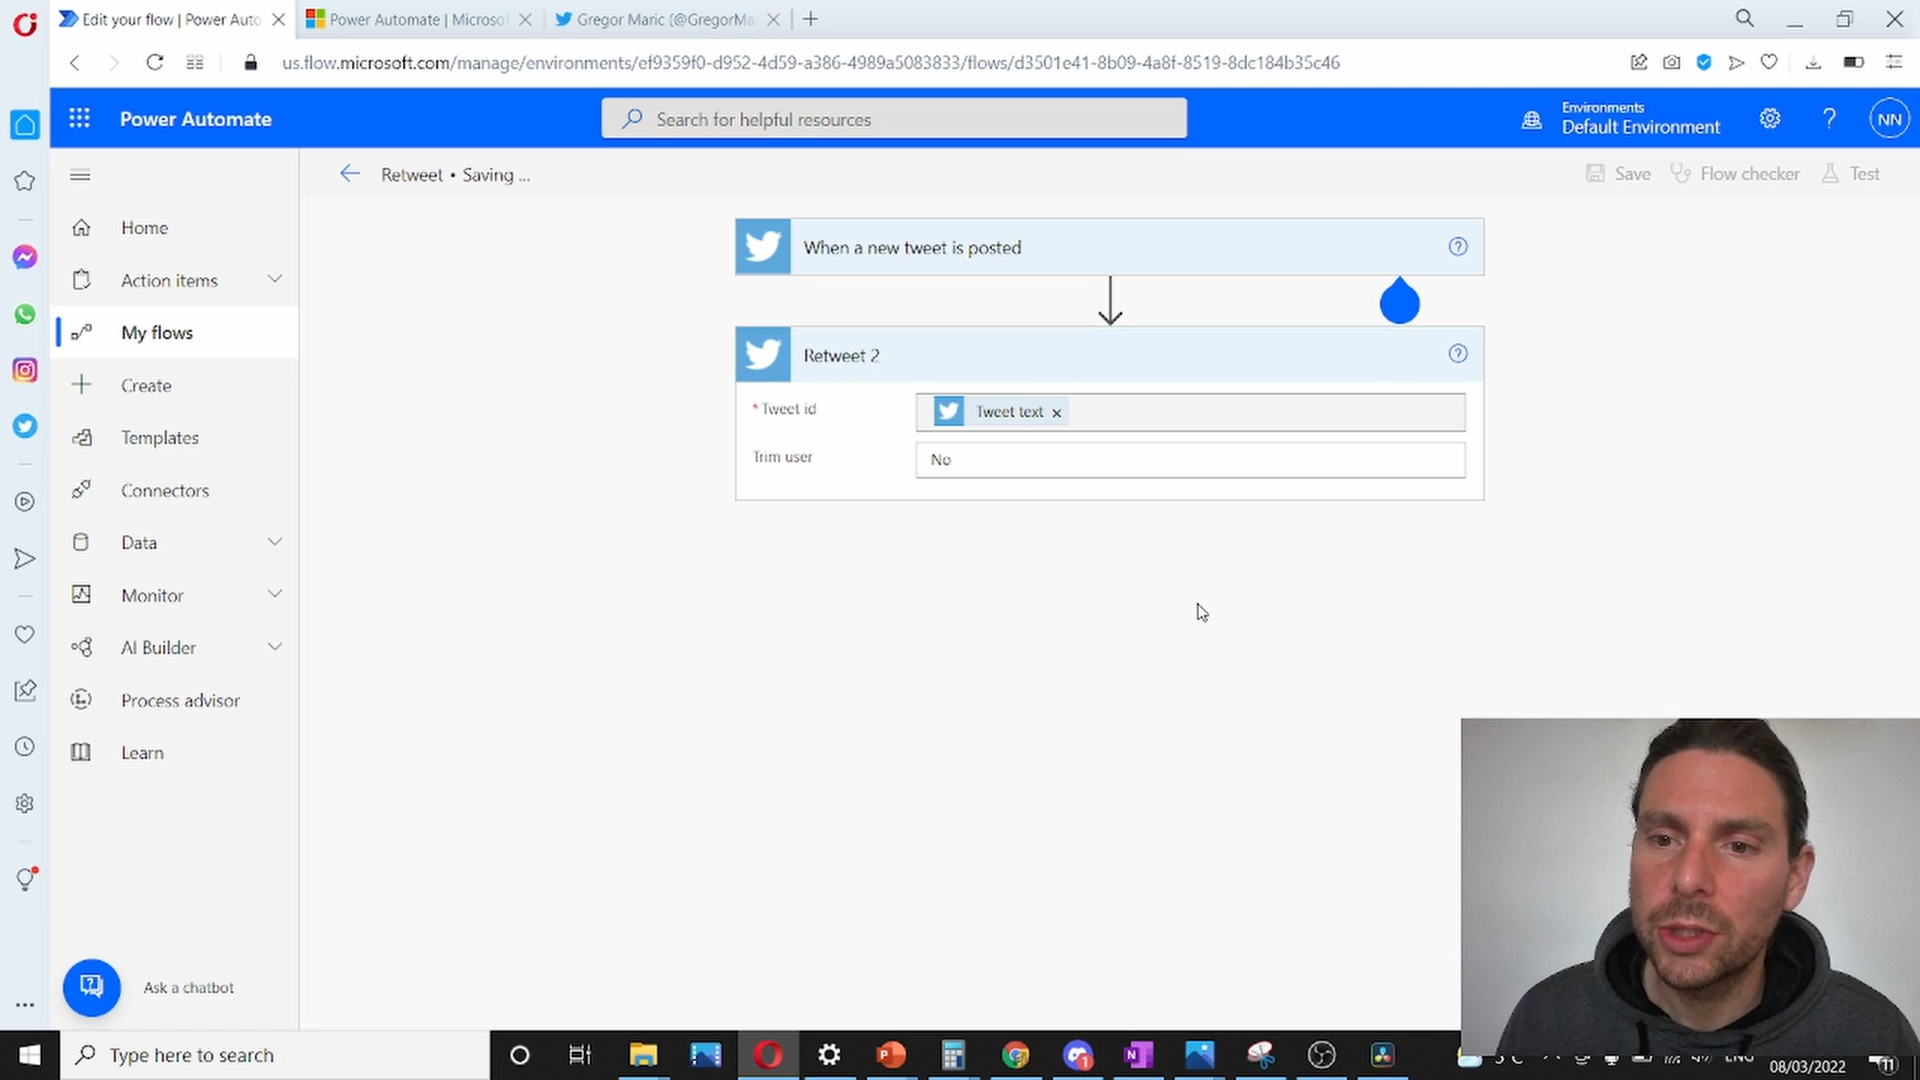 Edit your flow | Power Auto
Power Automate | Microso
Gregor Maric (@GregorMa
us.flow.microsoft.com/manage/environments/ef9359f0-d952-4d59-a386-4989a5083833/flows/d3501e41-8b09-4a8f-8519-8dc184b35c46
Power Automate
Search for helpful resources
Environments
Default Environment
NN
Retweet • Saving ...
Save
Flow checker
Test
Home
Action items
My flows
Create
Templates
Connectors
Data
Monitor
AI Builder
Process advisor
Learn
Ask a chatbot
When a new tweet is posted
Retweet 2
* Tweet id
Tweet text
Trim user
No
Type here to search
08/03/2022
11